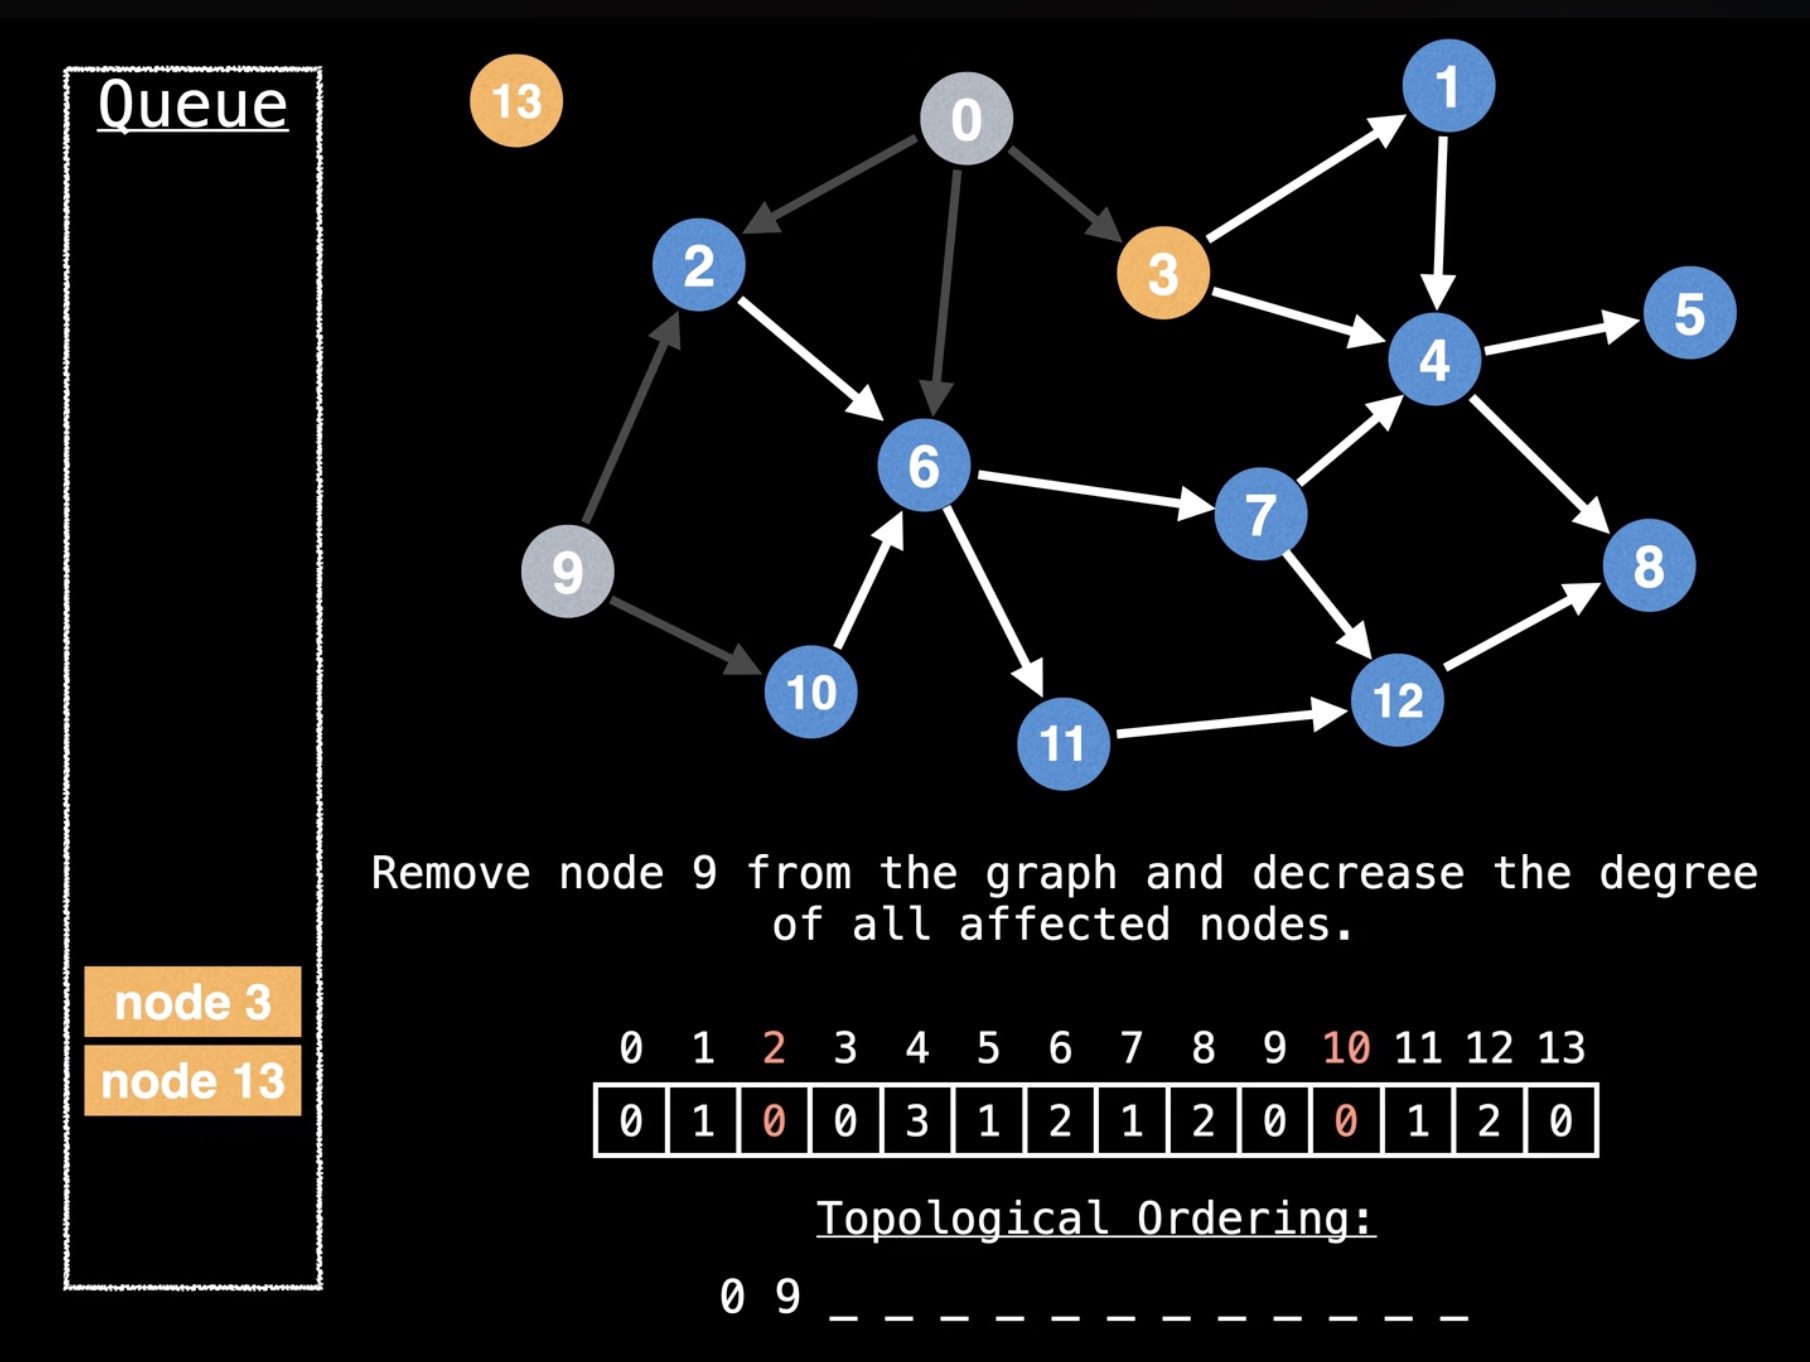 Queue
13
0
1
2
3
5
4
6
7
9
8
10
12
11
Remove node 9 from the graph and decrease the degree
of all affected nodes.
node 3
node 13
0 1 2 3 4 5 6 7 8 9 10 11 12 13
0 1 0 0 3 1 2 1 2 0 0 1 2 0
Topological Ordering:
0 9 _ _ _ _ _ _ _ _ _ _ _ _